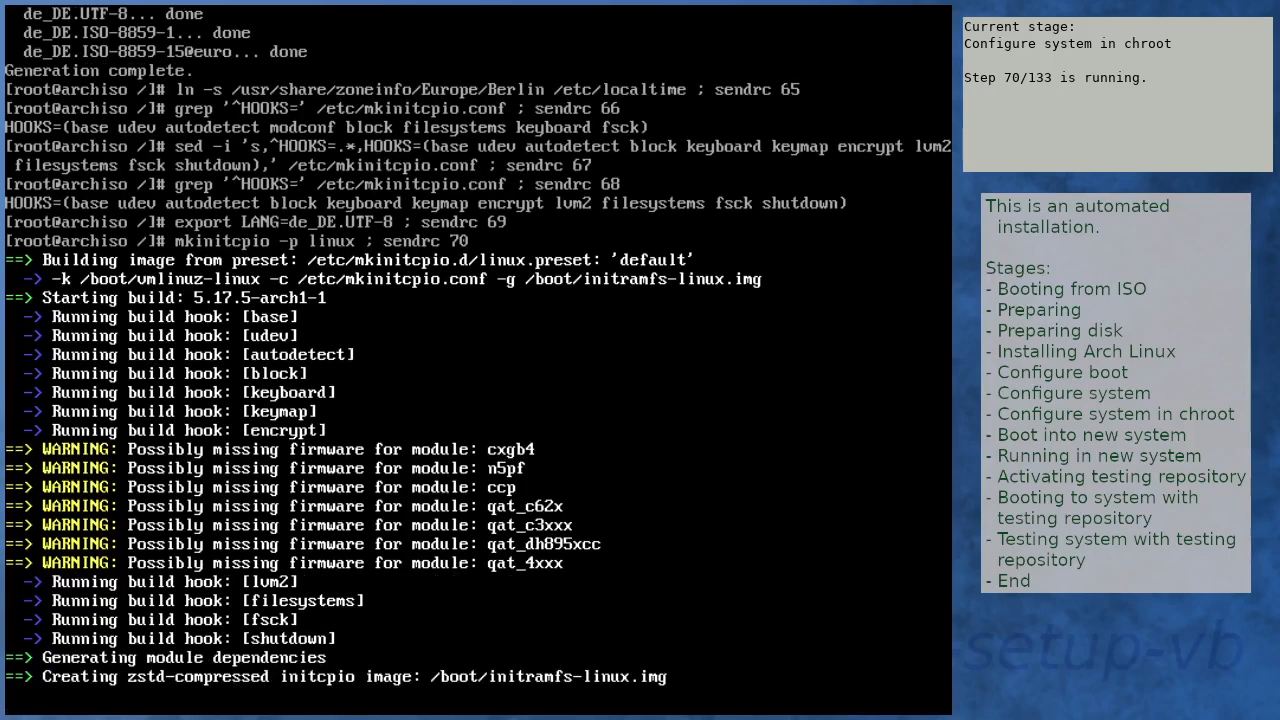 de_DE.UTF-8... done
de_DE.ISO-8859-1... done
de_DE.ISO-8859-15@euro... done
Generation complete.
[root@archiso /]# ln -s /usr/share/zoneinfo/Europe/Berlin /etc/localtime ; sendrc 65
[root@archiso /]# grep '^HOOKS=' /etc/mkinitcpio.conf ; sendrc 66
HOOKS=(base udev autodetect modconf block filesystems keyboard fsck)
[root@archiso /]# sed -i 's,^HOOKS=.*,HOOKS=(base udev autodetect block keyboard keymap encrypt lvm2
 filesystems fsck shutdown),' /etc/mkinitcpio.conf ; sendrc 67
[root@archiso /]# grep '^HOOKS=' /etc/mkinitcpio.conf ; sendrc 68
HOOKS=(base udev autodetect block keyboard keymap encrypt lvm2 filesystems fsck shutdown)
[root@archiso /]# export LANG=de_DE.UTF-8 ; sendrc 69
[root@archiso /]# mkinitcpio -p linux ; sendrc 70
==> Building image from preset: /etc/mkinitcpio.d/linux.preset: 'default'
  -> -k /boot/vmlinuz-linux -c /etc/mkinitcpio.conf -g /boot/initramfs-linux.img
==> Starting build: 5.17.5-arch1-1
  -> Running build hook: [base]
  -> Running build hook: [udev]
  -> Running build hook: [autodetect]
  -> Running build hook: [block]
  -> Running build hook: [keyboard]
  -> Running build hook: [keymap]
  -> Running build hook: [encrypt]
==> WARNING: Possibly missing firmware for module: cxgb4
==> WARNING: Possibly missing firmware for module: n5pf
==> WARNING: Possibly missing firmware for module: ccp
==> WARNING: Possibly missing firmware for module: qat_c62x
==> WARNING: Possibly missing firmware for module: qat_c3xxx
==> WARNING: Possibly missing firmware for module: qat_dh895xcc
==> WARNING: Possibly missing firmware for module: qat_4xxx
  -> Running build hook: [lvm2]
  -> Running build hook: [filesystems]
  -> Running build hook: [fsck]
  -> Running build hook: [shutdown]
==> Generating module dependencies
==> Creating zstd-compressed initcpio image: /boot/initramfs-linux.img
Current stage:
Configure system in chroot
Step 70/133 is running.
This is an automated
installation.
Stages:
- Booting from ISO
- Preparing
- Preparing disk
- Installing Arch Linux
- Configure boot
- Configure system
- Configure system in chroot
- Boot into new system
- Running in new system
- Activating testing repository
- Booting to system with
testing repository
- Testing system with testing
repository
- End
-setup-vb